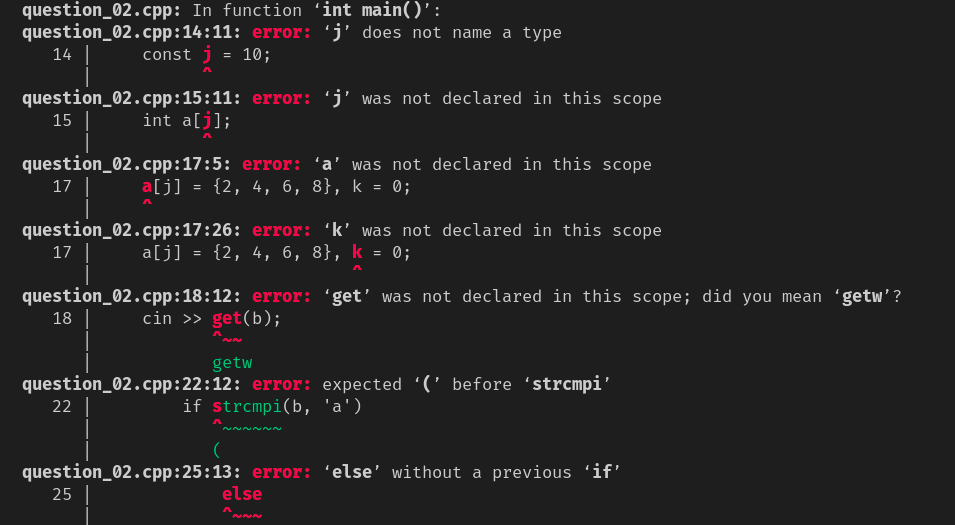 question_02.cpp: In function ‘int main()’:
question_02.cpp:14:11: error: ‘j’ does not name a type
   14 |     const j = 10;
      |           ^
question_02.cpp:15:11: error: ‘j’ was not declared in this scope
   15 |     int a[j];
      |           ^
question_02.cpp:17:5: error: ‘a’ was not declared in this scope
   17 |     a[j] = {2, 4, 6, 8}, k = 0;
      |     ^
question_02.cpp:17:26: error: ‘k’ was not declared in this scope
   17 |     a[j] = {2, 4, 6, 8}, k = 0;
      |                          ^
question_02.cpp:18:12: error: ‘get’ was not declared in this scope; did you mean ‘getw’?
   18 |     cin >> get(b);
      |            ^~~
      |            getw
question_02.cpp:22:12: error: expected ‘(’ before ‘strcmpi’
   22 |         if strcmpi(b, 'a')
      |            ^~~~~~~
      |            (
question_02.cpp:25:13: error: ‘else’ without a previous ‘if’
   25 |             else
      |             ^~~~